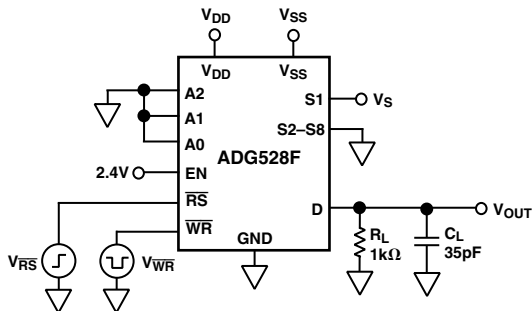 VDD
VSS
VDD
VSS
A2
A1
A0
S1
VS
S2–S8
ADG528F
2.4V
EN
RS
WR
D
VOUT
GND
VRS
VWR
RL
1kΩ
CL
35pF